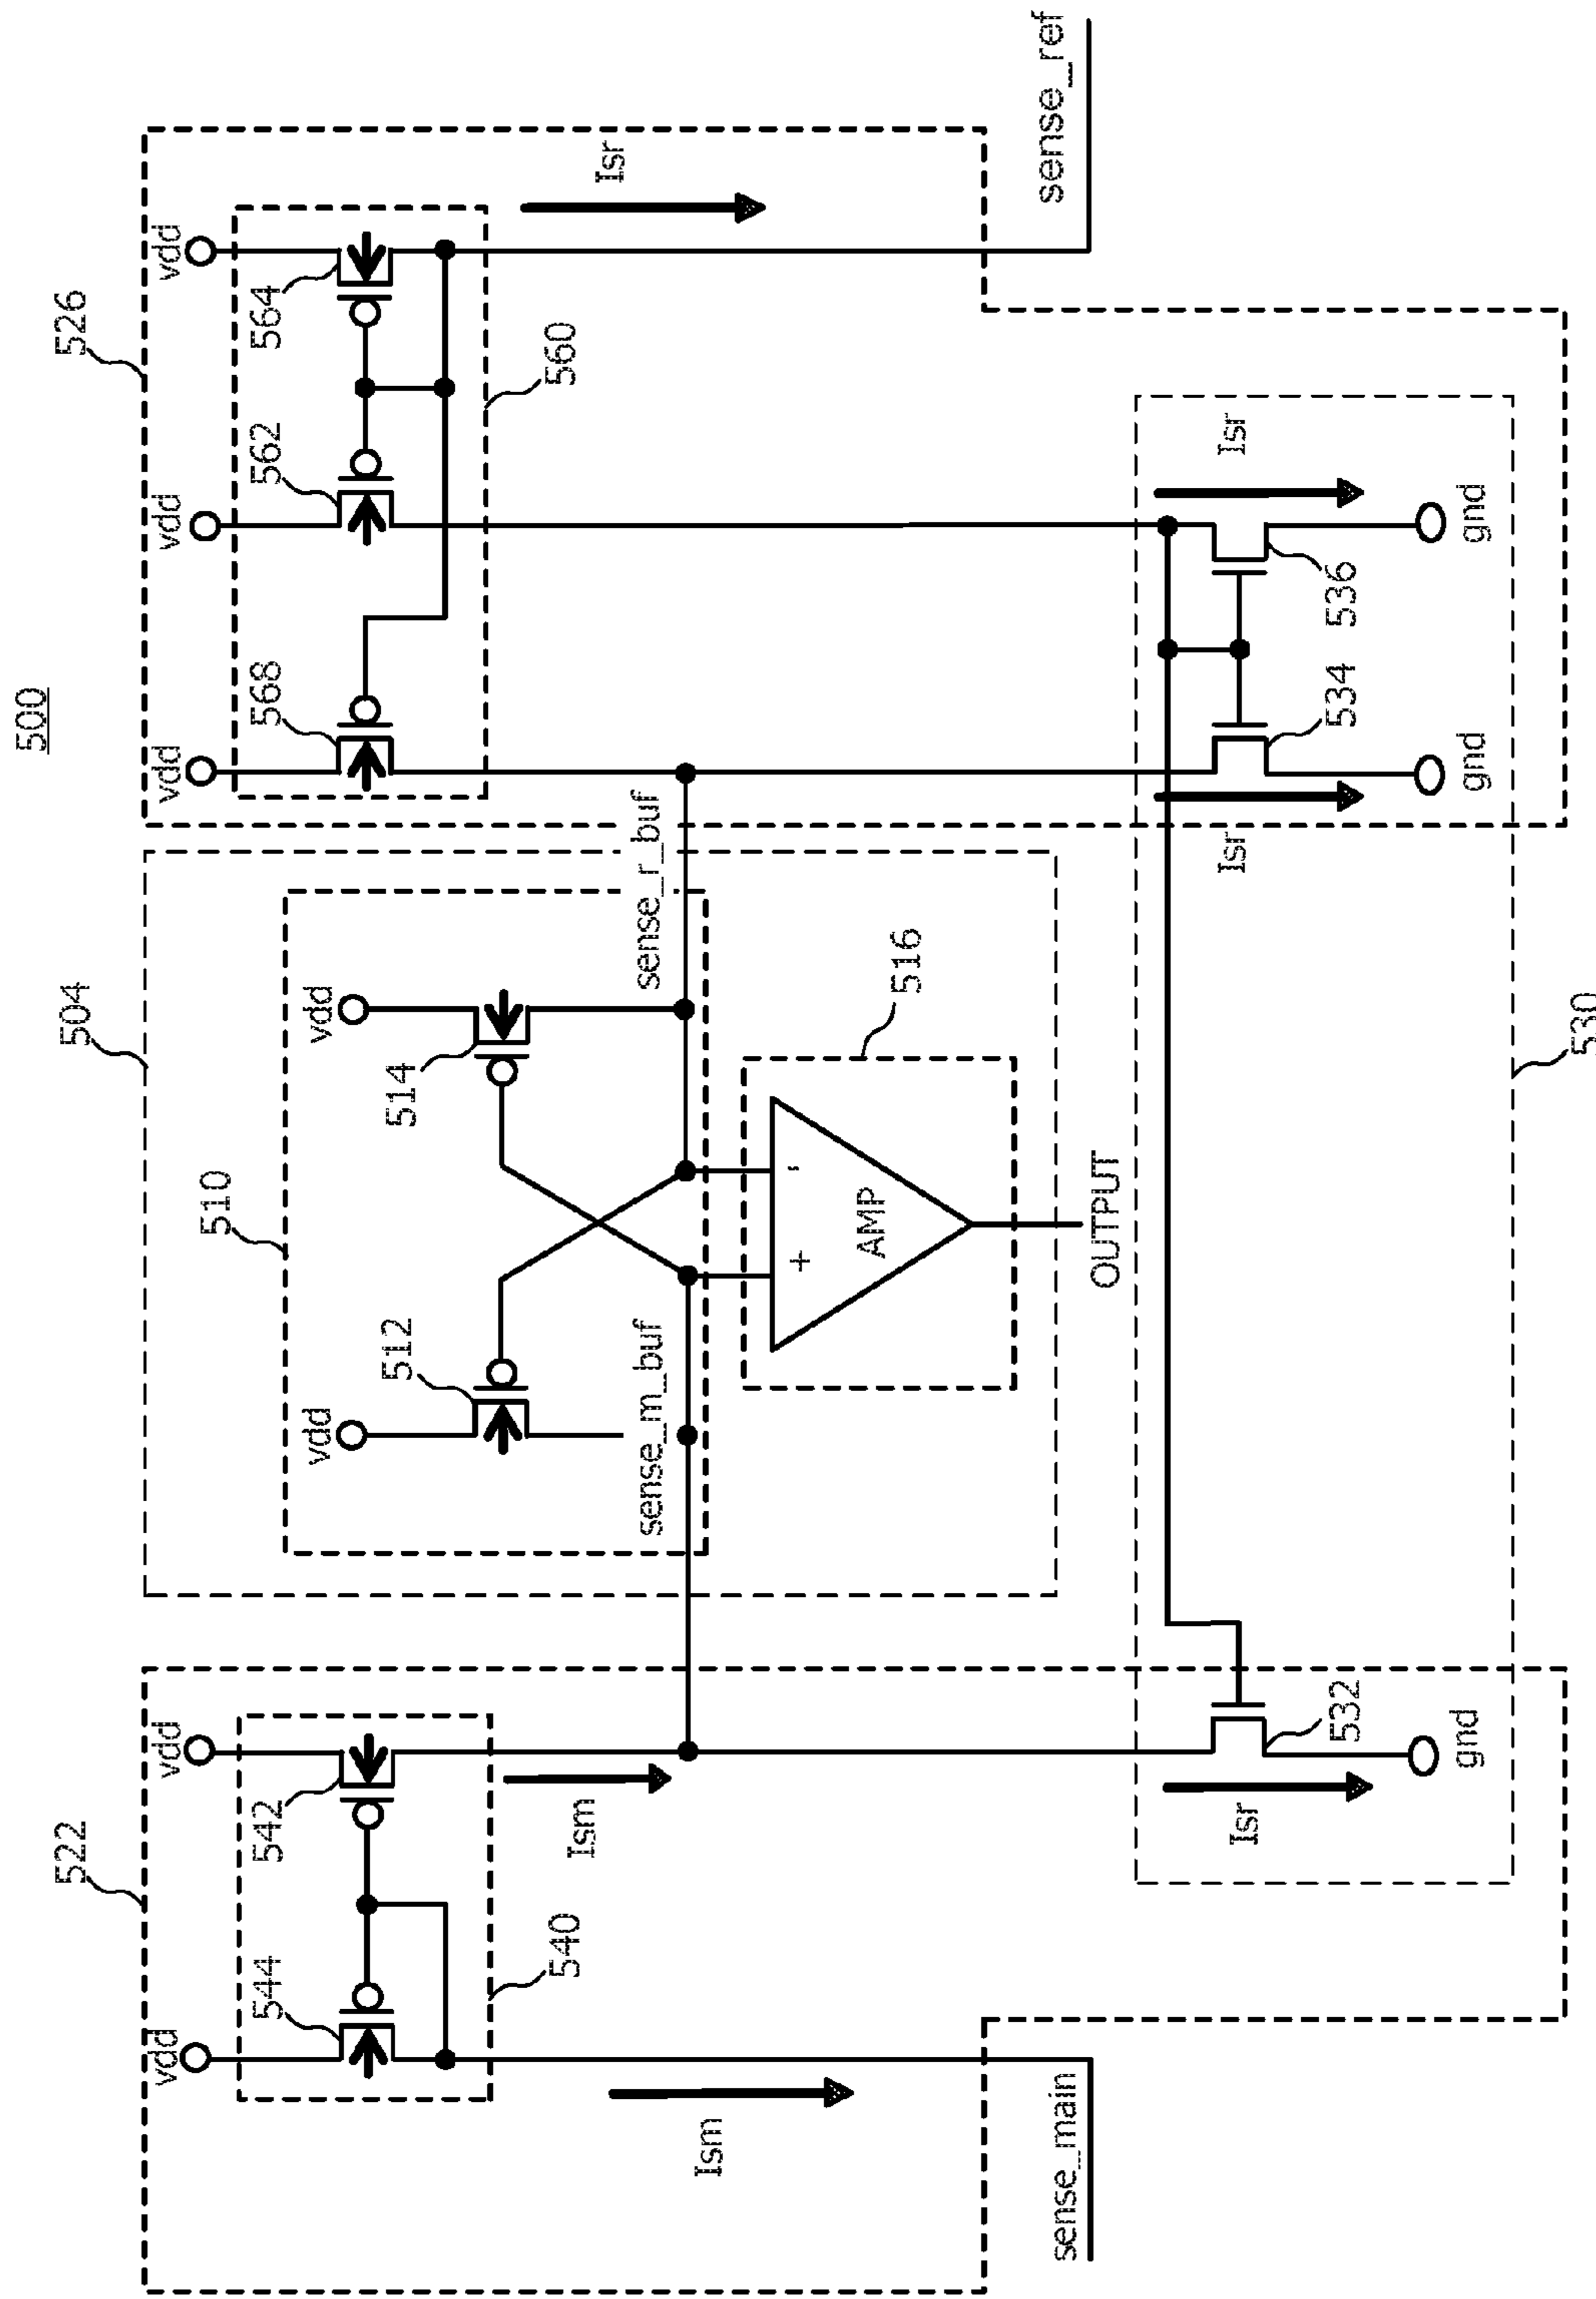 500
522
504
526
vdd
vdd
vdd
vdd
vdd
544
542
568
562
564
510
vdd
vdd
512
514
540
560
Ism
Ism
Isr
sense_m_buf
sense_r_buf
+
-
AMP
516
sense_main
OUTPUT
sense_ref
Isr
532
Isr
534
536
Isr
gnd
gnd
gnd
530